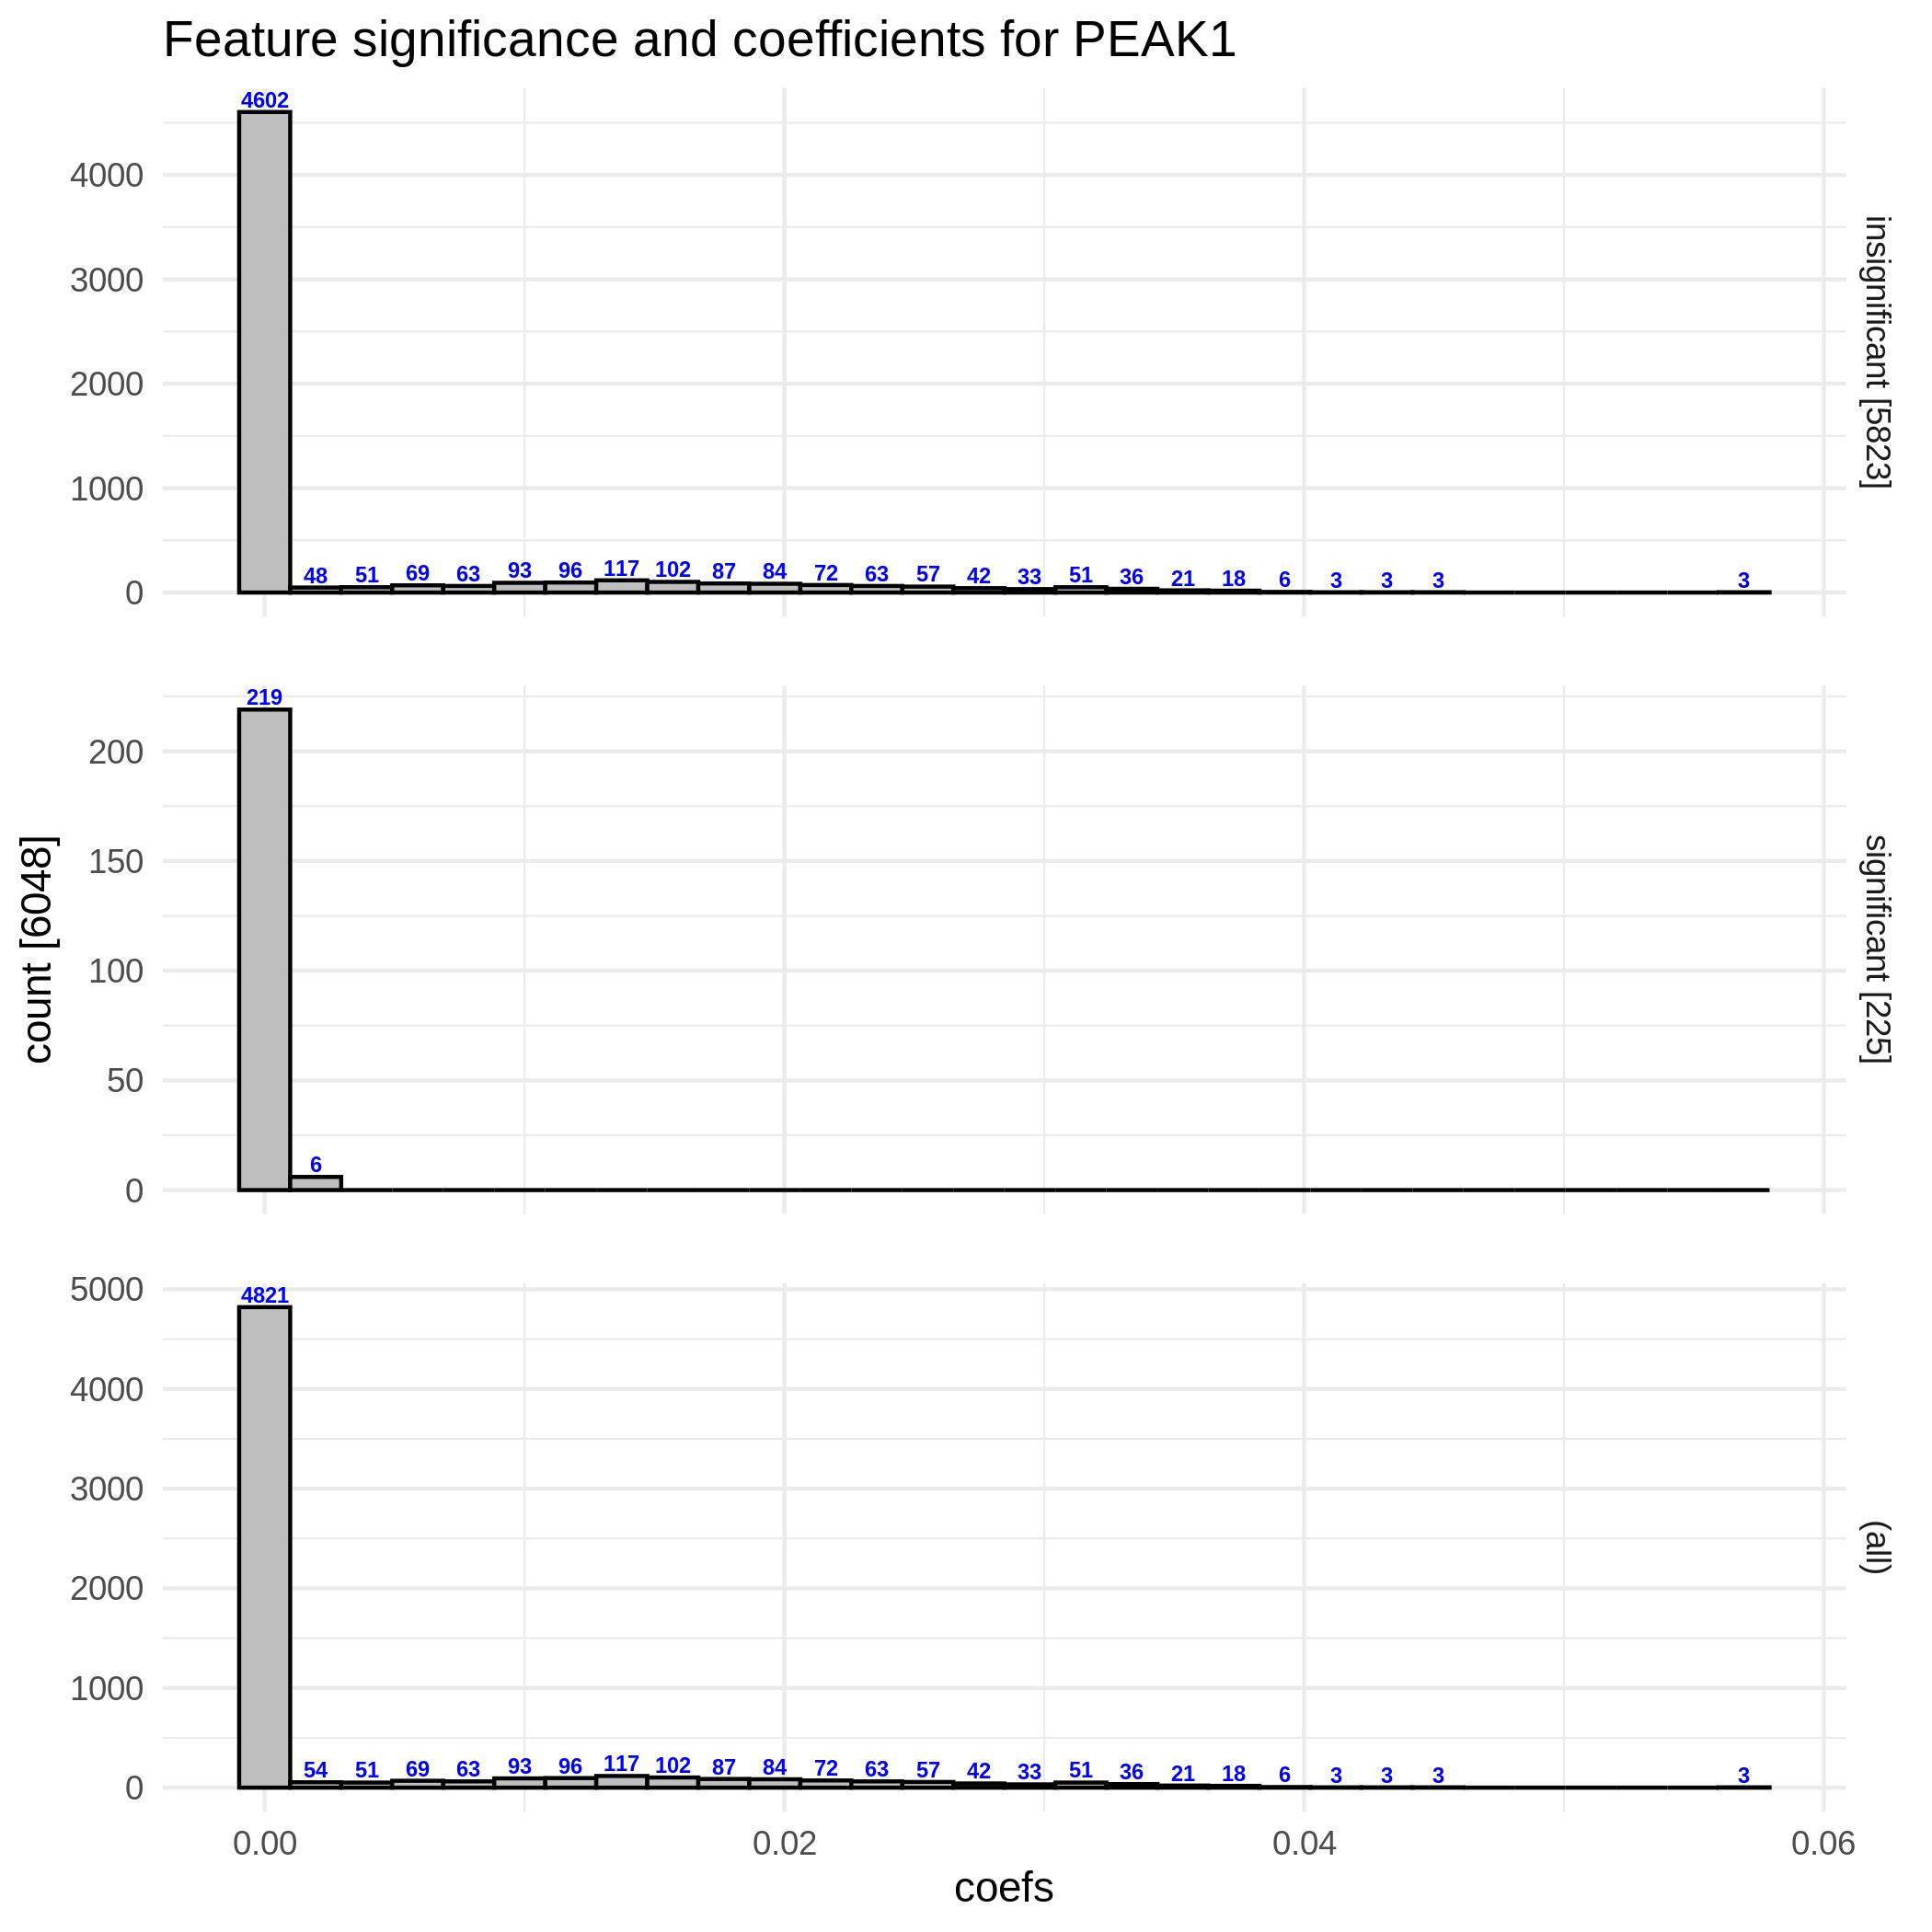 Feature significance and coefficients for PEAK1
4602
4000
3000
2000
1000
0
48 51 69 63 93 96 117 102 87 84 72 63 57 42 33 51 36 21 18 6 3 3 3 3
insignificant [5823]
count [6048]
219
200
150
100
50
0
6
significant [225]
5000
4821
4000
3000
2000
1000
0
54 51 69 63 93 96 117 102 87 84 72 63 57 42 33 51 36 21 18 6 3 3 3 3
(all)
0.00 0.02 0.04 0.06
coefs